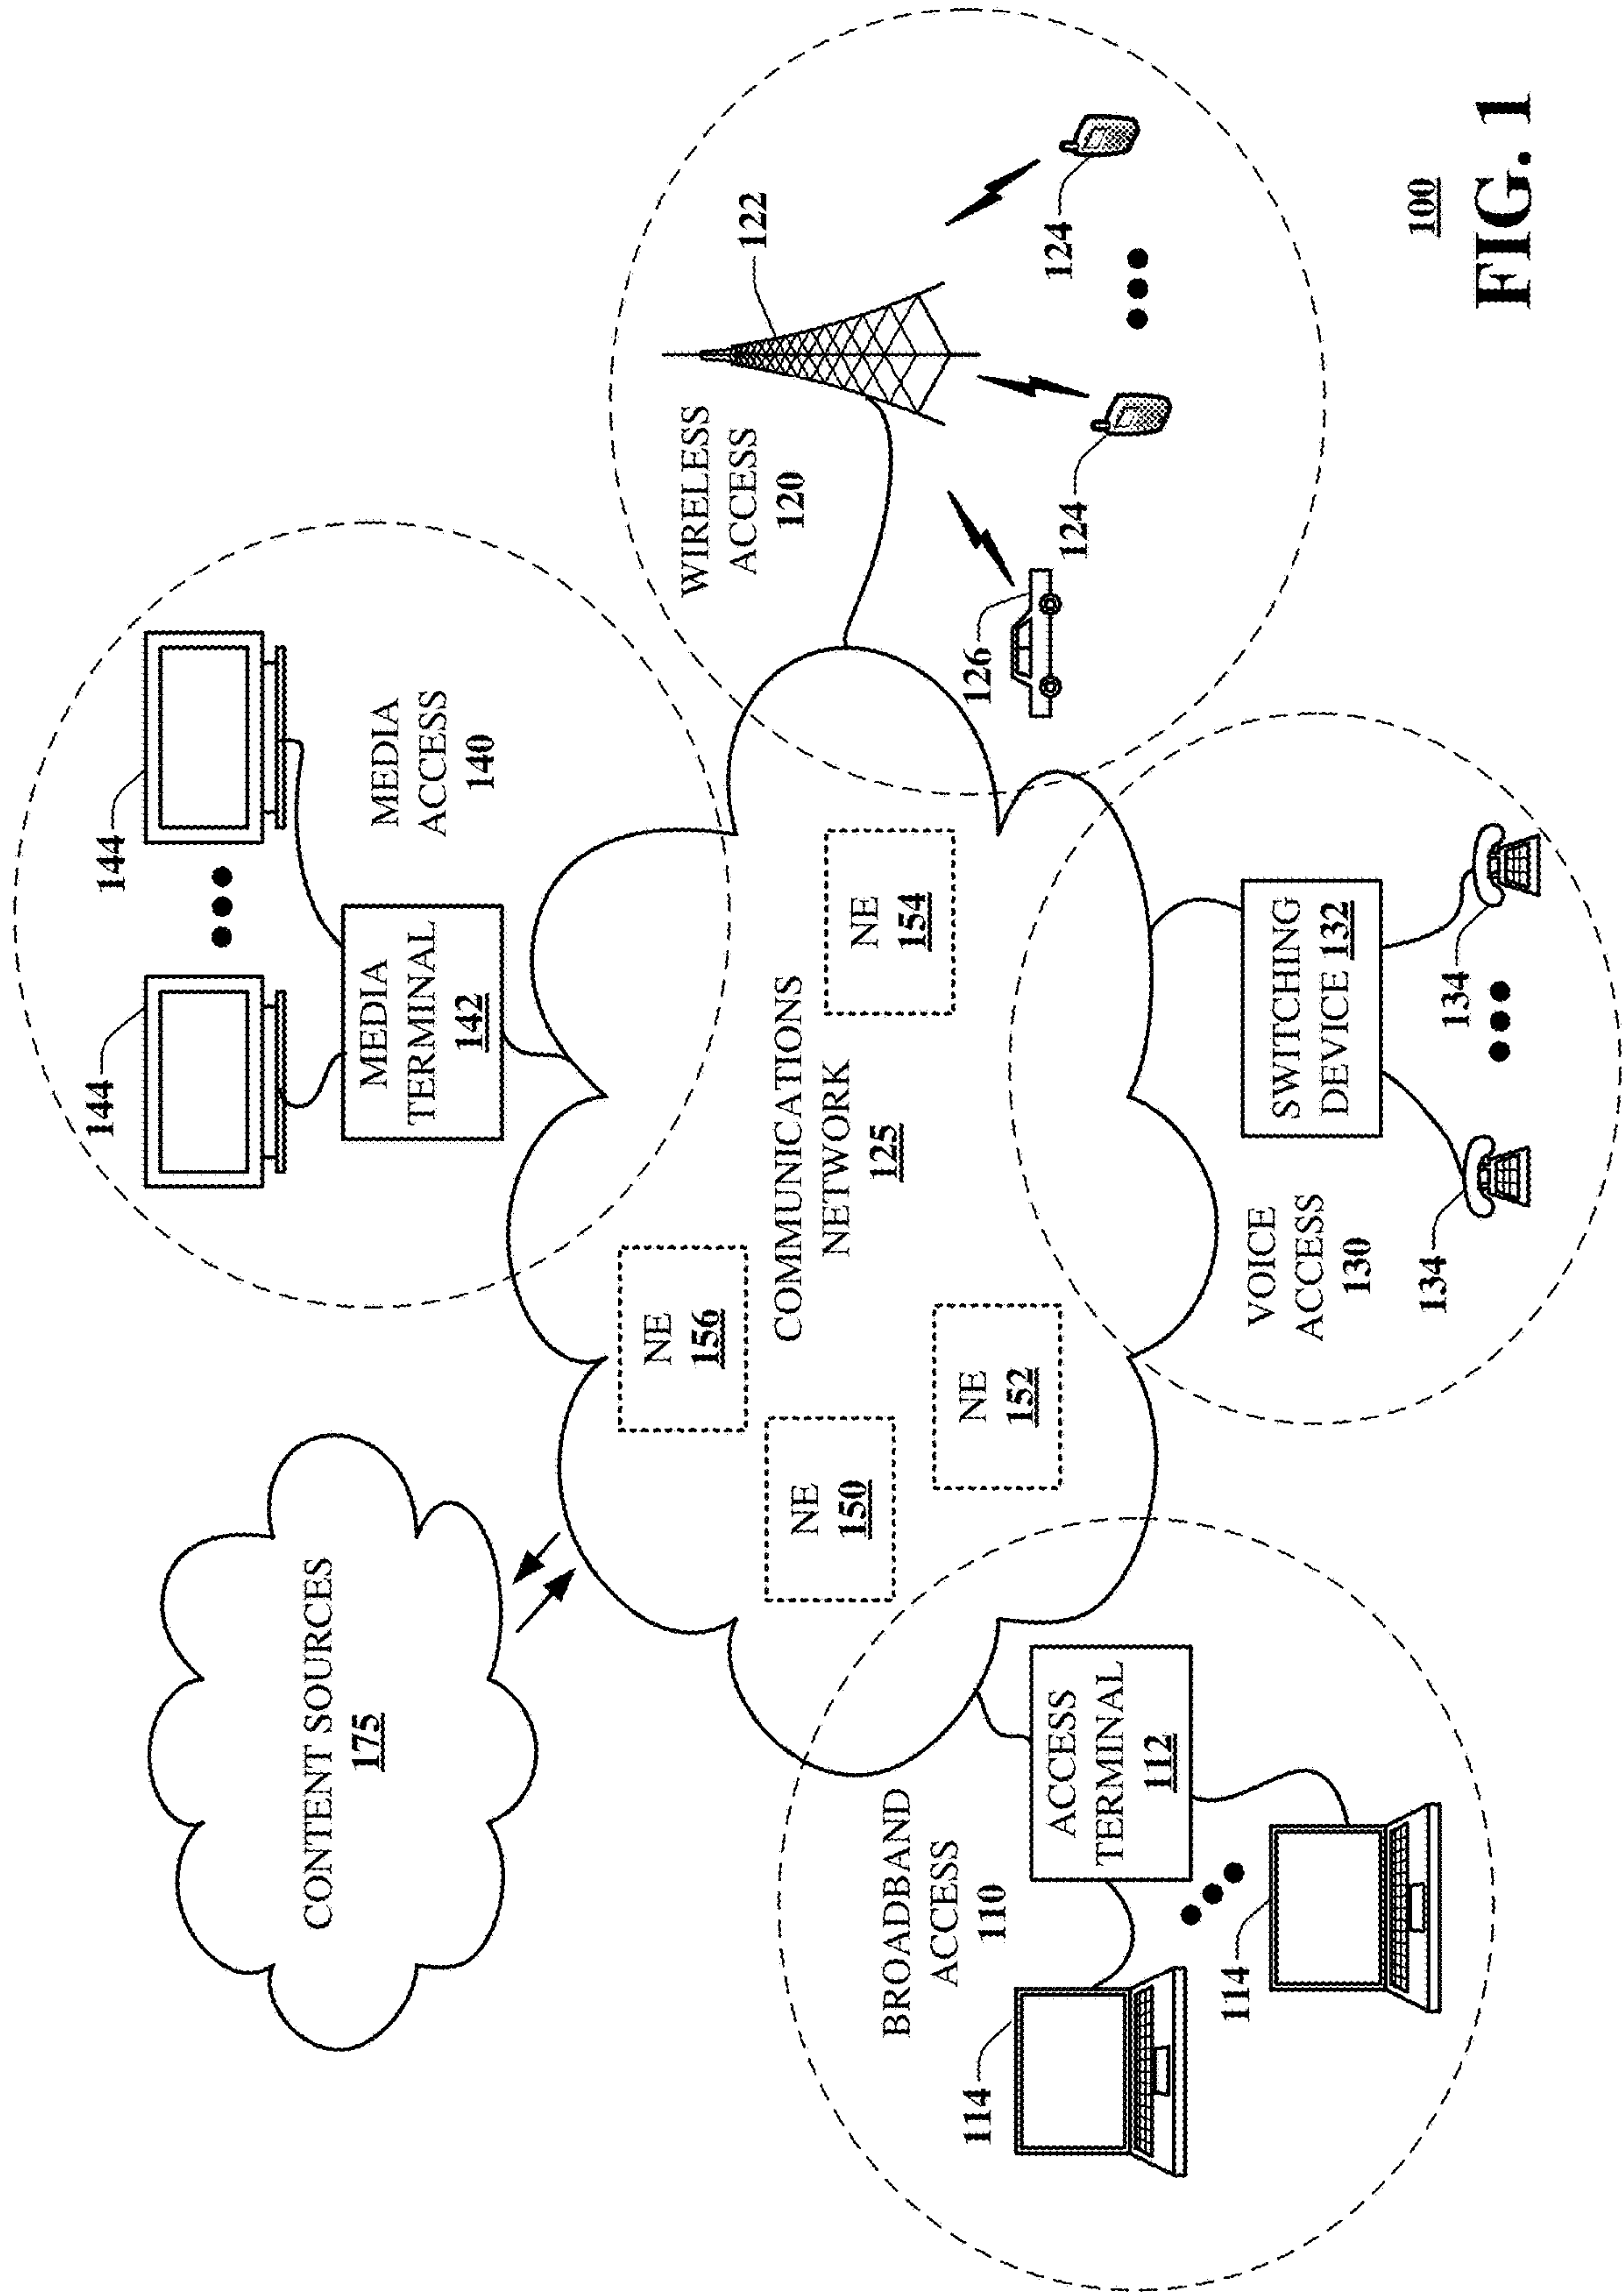 CONTENT SOURCES
175
144
144
MEDIA
TERMINAL
142
MEDIA
ACCESS
140
NE
156
NE
150
NE
152
COMMUNICATIONS
NETWORK
125
NE
154
WIRELESS
ACCESS
120
122
126
124
124
BROADBAND
ACCESS
110
ACCESS
TERMINAL
112
114
114
VOICE
ACCESS
130
SWITCHING
DEVICE 132
134
134
100
FIG. 1